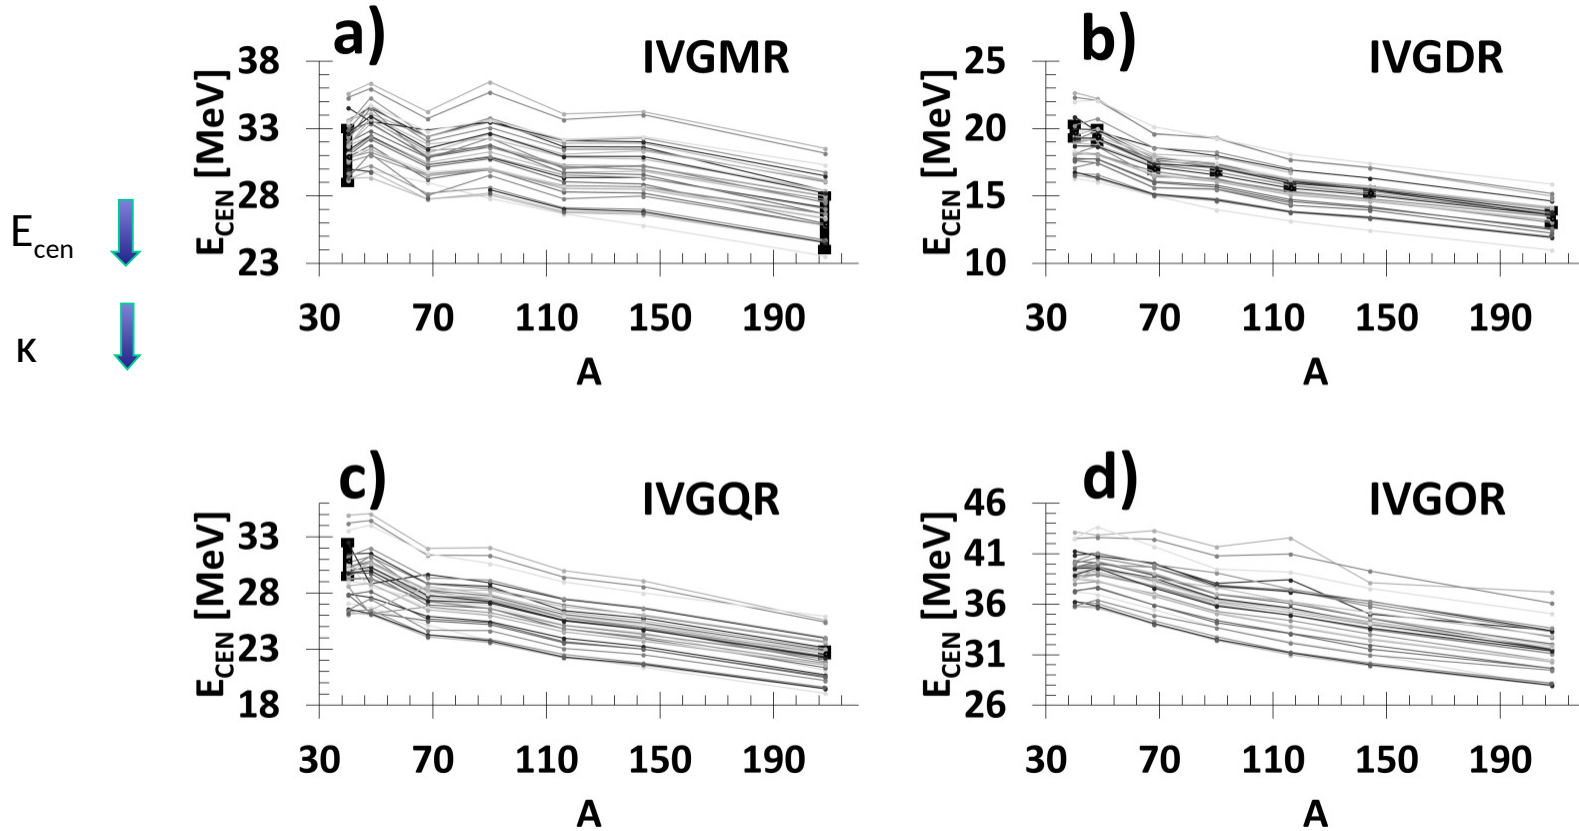 a)
IVGMR
E_CEN [MeV]
38
33
28
23
30 70 110 150 190
A
b)
IVGDR
E_CEN [MeV]
25
20
15
10
30 70 110 150 190
A
E_cen
κ
c)
IVGQR
E_CEN [MeV]
33
28
23
18
30 70 110 150 190
A
d)
IVGOR
E_CEN [MeV]
46
41
36
31
26
30 70 110 150 190
A